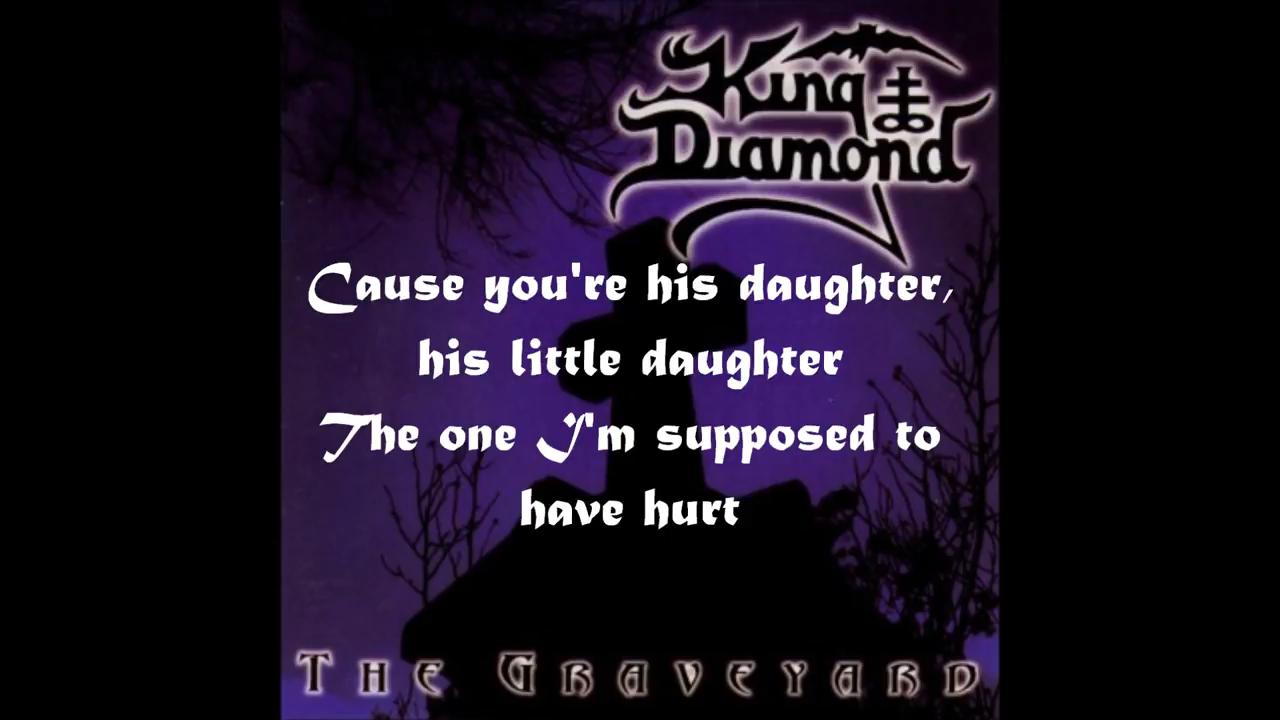 King
Diamond
Cause you're his daughter,
his little daughter
The one I'm supposed to
have hurt
The Graveyard